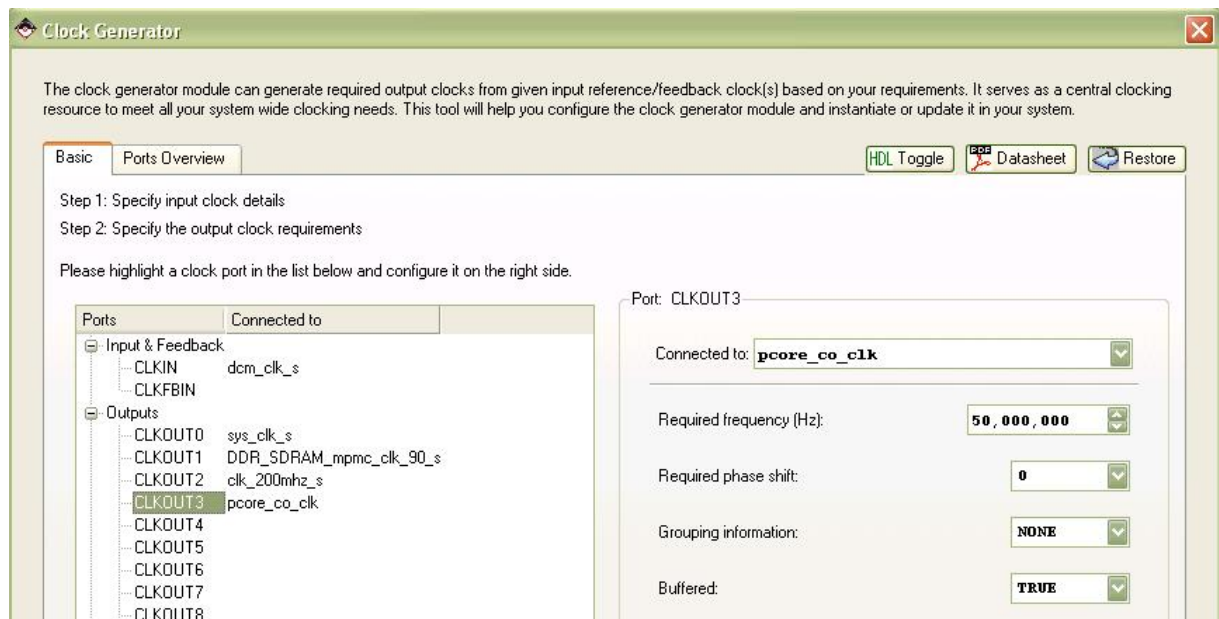 Clock Generator
The clock generator module can generate required output clocks from given input reference/feedback clock(s) based on your requirements. It serves as a central clocking
resource to meet all your system wide clocking needs. This tool will help you configure the clock generator module and instantiate or update it in your system.
Basic Ports Overview HDL Toggle PDF Datasheet Restore
Step 1: Specify input clock details
Step 2: Specify the output clock requirements
Please highlight a clock port in the list below and configure it on the right side.
Ports Connected to
Input & Feedback
CLKIN dcm_clk_s
CLKFBIN
Outputs
CLKOUT0 sys_clk_s
CLKOUT1 DDR_SDRAM_mpmc_clk_90_s
CLKOUT2 clk_200mhz_s
CLKOUT3 pcore_co_clk
CLKOUT4
CLKOUT5
CLKOUT6
CLKOUT7
CLKOUT8
Port: CLKOUT3
Connected to: pcore_co_clk
Required frequency (Hz): 50,000,000
Required phase shift: 0
Grouping information: NONE
Buffered: TRUE